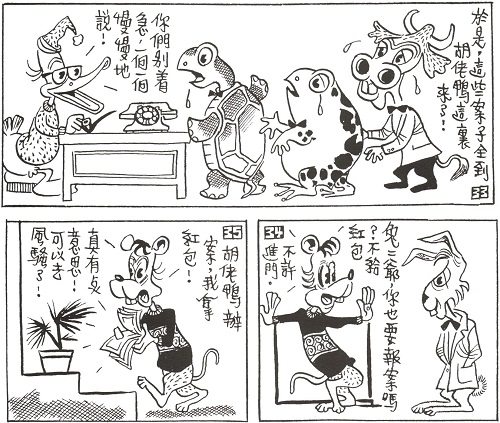 於是,這些案子全到
胡佬鴨這裏
來了!
33
你們別着
急,一個一個
慢慢地
說!
34
兔三爺,你也要報案嗎
?不給
紅包
不許
進門。
35
胡佬鴨辦
案,我拿
紅包!
真有点
意思!
可以去
風騷了!